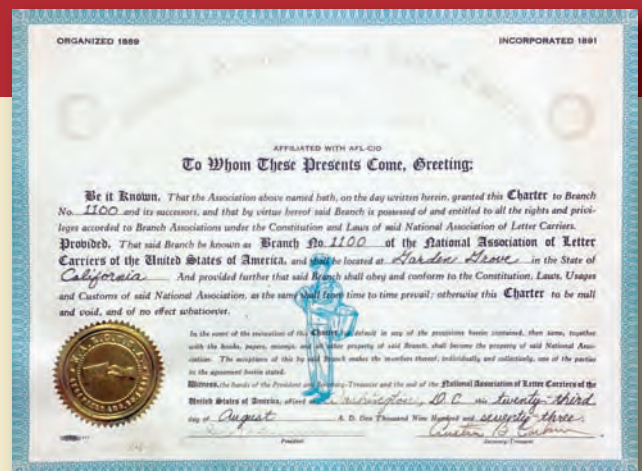 ORGANIZED 1889 INCORPORATED 1891
AFFILIATED WITH AFL-CIO
To Whom These Presents Come, Greeting:
Be it Known, That the Association above named hath, on the day written herein, granted this Charter to Branch
No. 1100 and its successors, and that by virtue hereof said Branch is possessed of and entitled to all the rights and privi-
leges accorded to Branch Associations under the Constitution and Laws of said National Association of Letter Carriers.
Provided, That said Branch be known as Branch No. 1100 of the National Association of Letter
Carriers of the United States of America, and shall be located at Garden Grove in the State of
California And provided further that said Branch shall obey and conform to the Constitution, Laws, Usages
and Customs of said National Association, as the same shall from time to time prevail; otherwise this Charter to be null
and void, and of no effect whatsoever.
In the event of the revocation of this Charter, by default in any of the provisions herein contained, then same, together
with the books, papers, moneys, and all other property of said Branch, shall become the property of said National Asso-
ciation. The acceptance of this by said Branch makes the members thereof, individually and collectively, one of the parties
to the agreement herein stated.
Witness, the hands of the President and Secretary-Treasurer and the seal of the National Association of Letter Carriers of the
United States of America, affixed at Washington, D.C. this twenty-third
day of August A. D. One Thousand Nine Hundred and seventy-three.
President Secretary-Treasurer